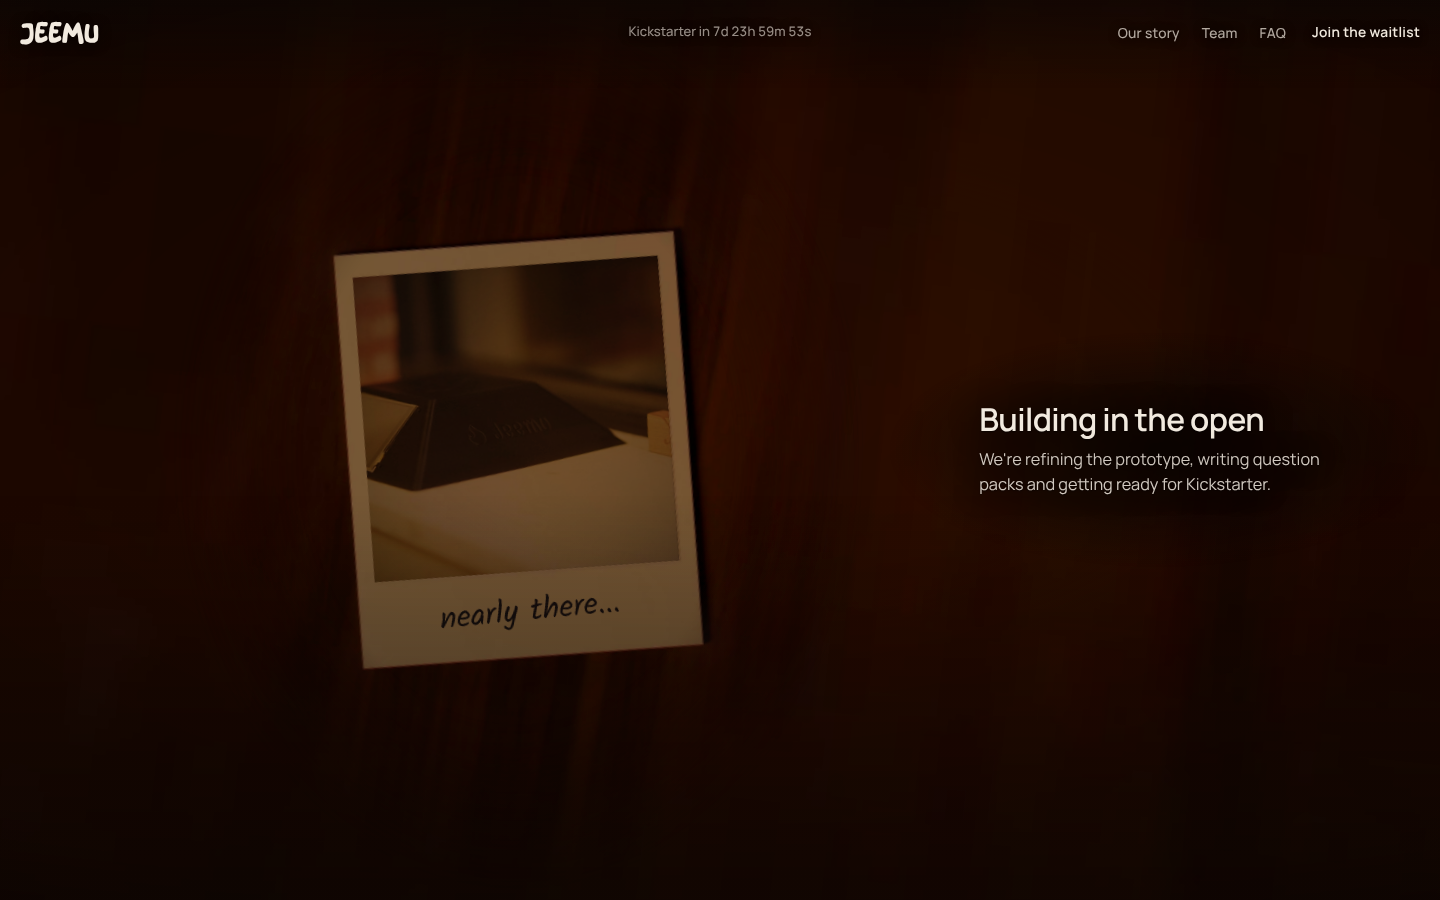 JEEMU
Kickstarter in 7d 23h 59m 53s
Our story
Team
FAQ
Join the waitlist
Building in the open
We're refining the prototype, writing question
packs and getting ready for Kickstarter.
nearly there...